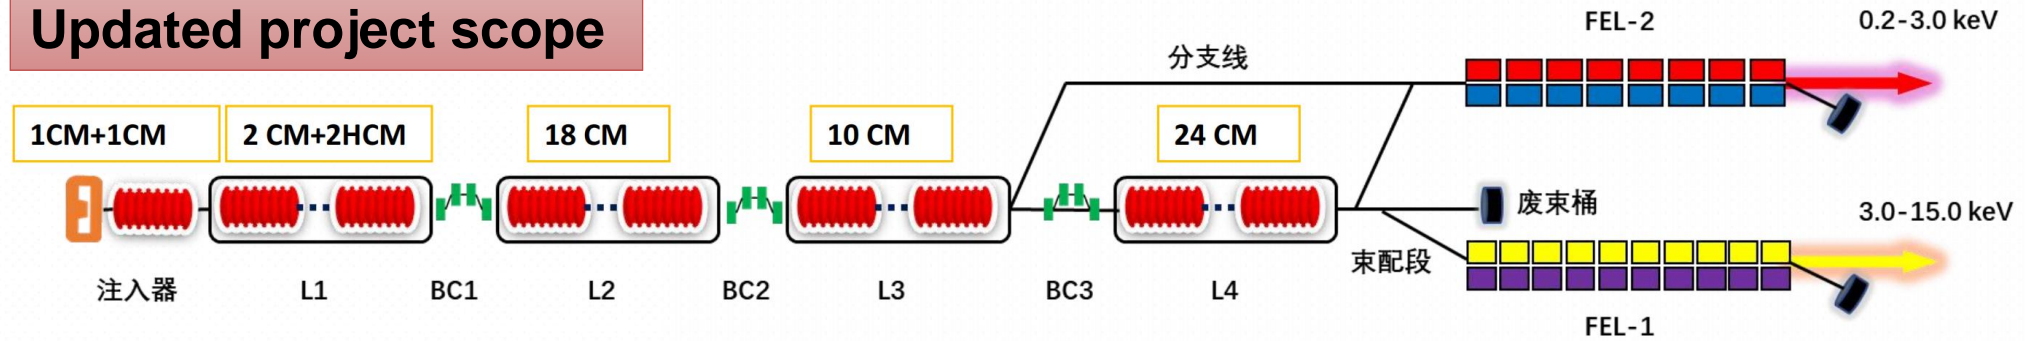 Updated project scope
FEL-2
0.2-3.0 keV
分支线
1CM+1CM
2 CM+2HCM
18 CM
10 CM
24 CM
废束桶
3.0-15.0 keV
束配段
注入器
L1
BC1
L2
BC2
L3
BC3
L4
FEL-1